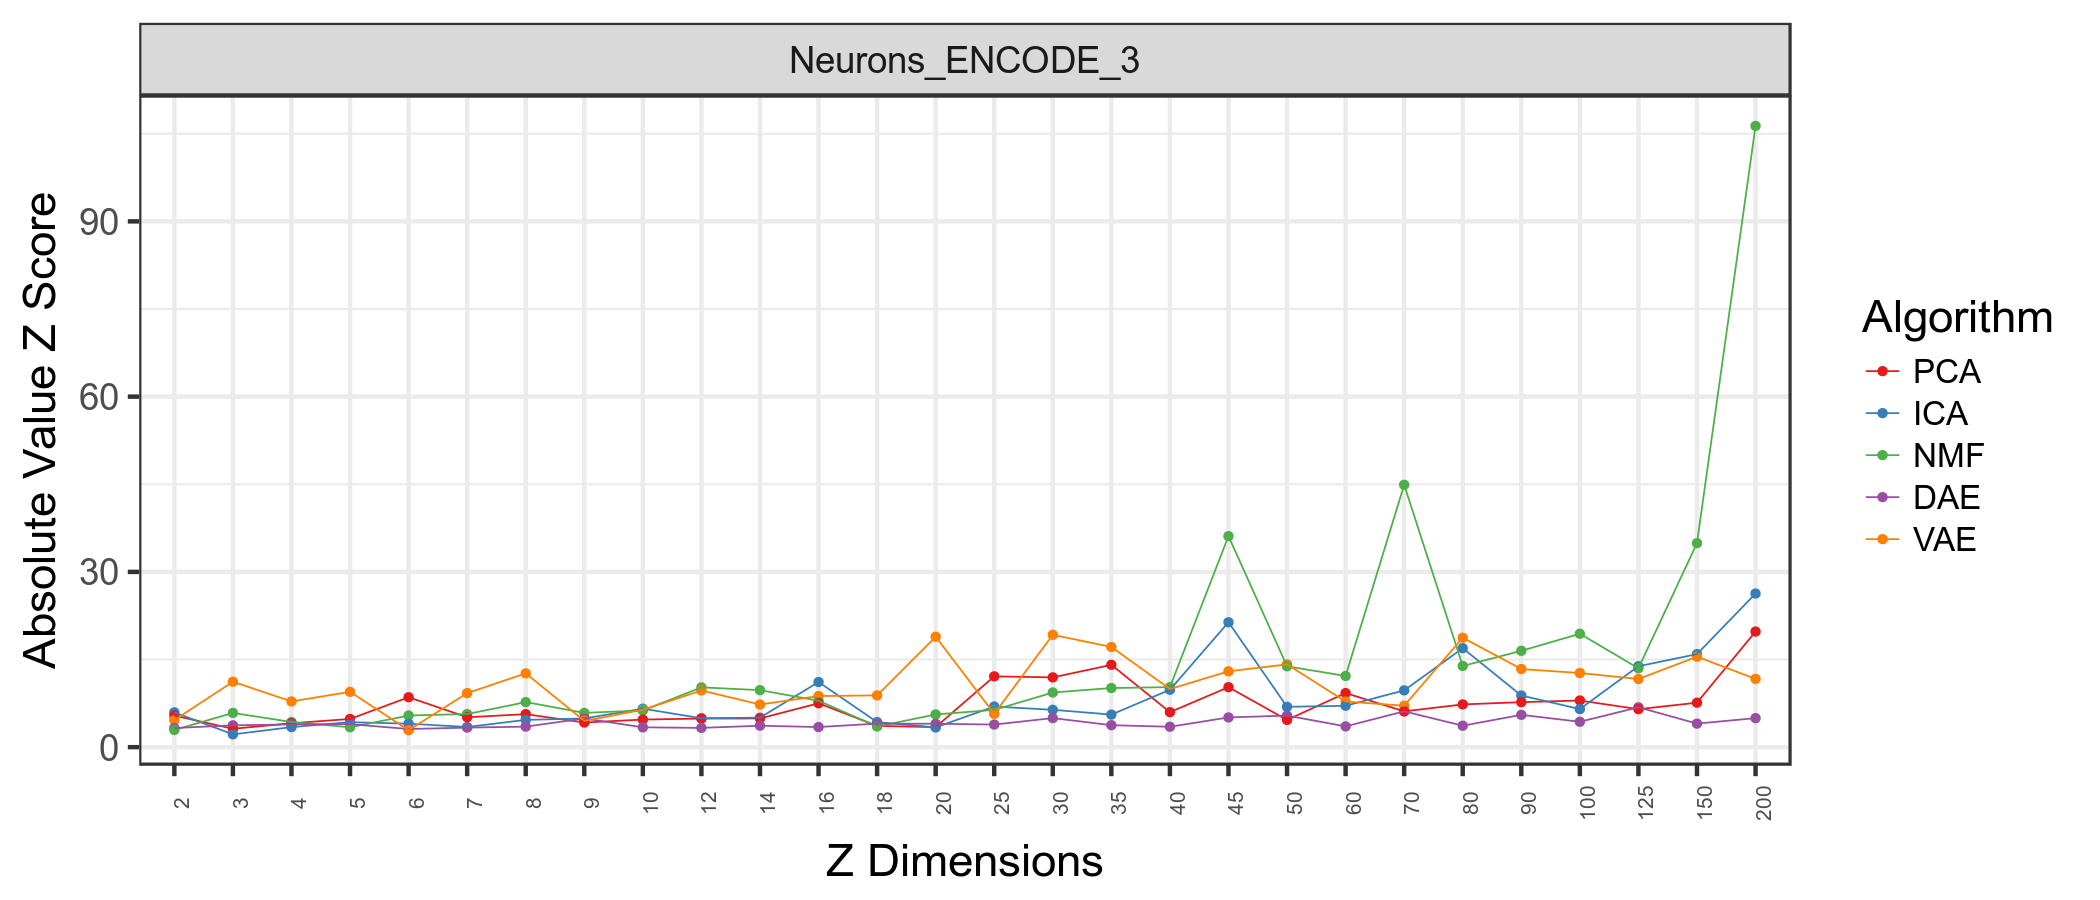 Neurons_ENCODE_3
Absolute Value Z Score
90
60
30
0
2 3 4 5 6 7 8 9 10 12 14 16 18 20 25 30 35 40 45 50 60 70 80 90 100 125 150 200
Z Dimensions
Algorithm
PCA
ICA
NMF
DAE
VAE